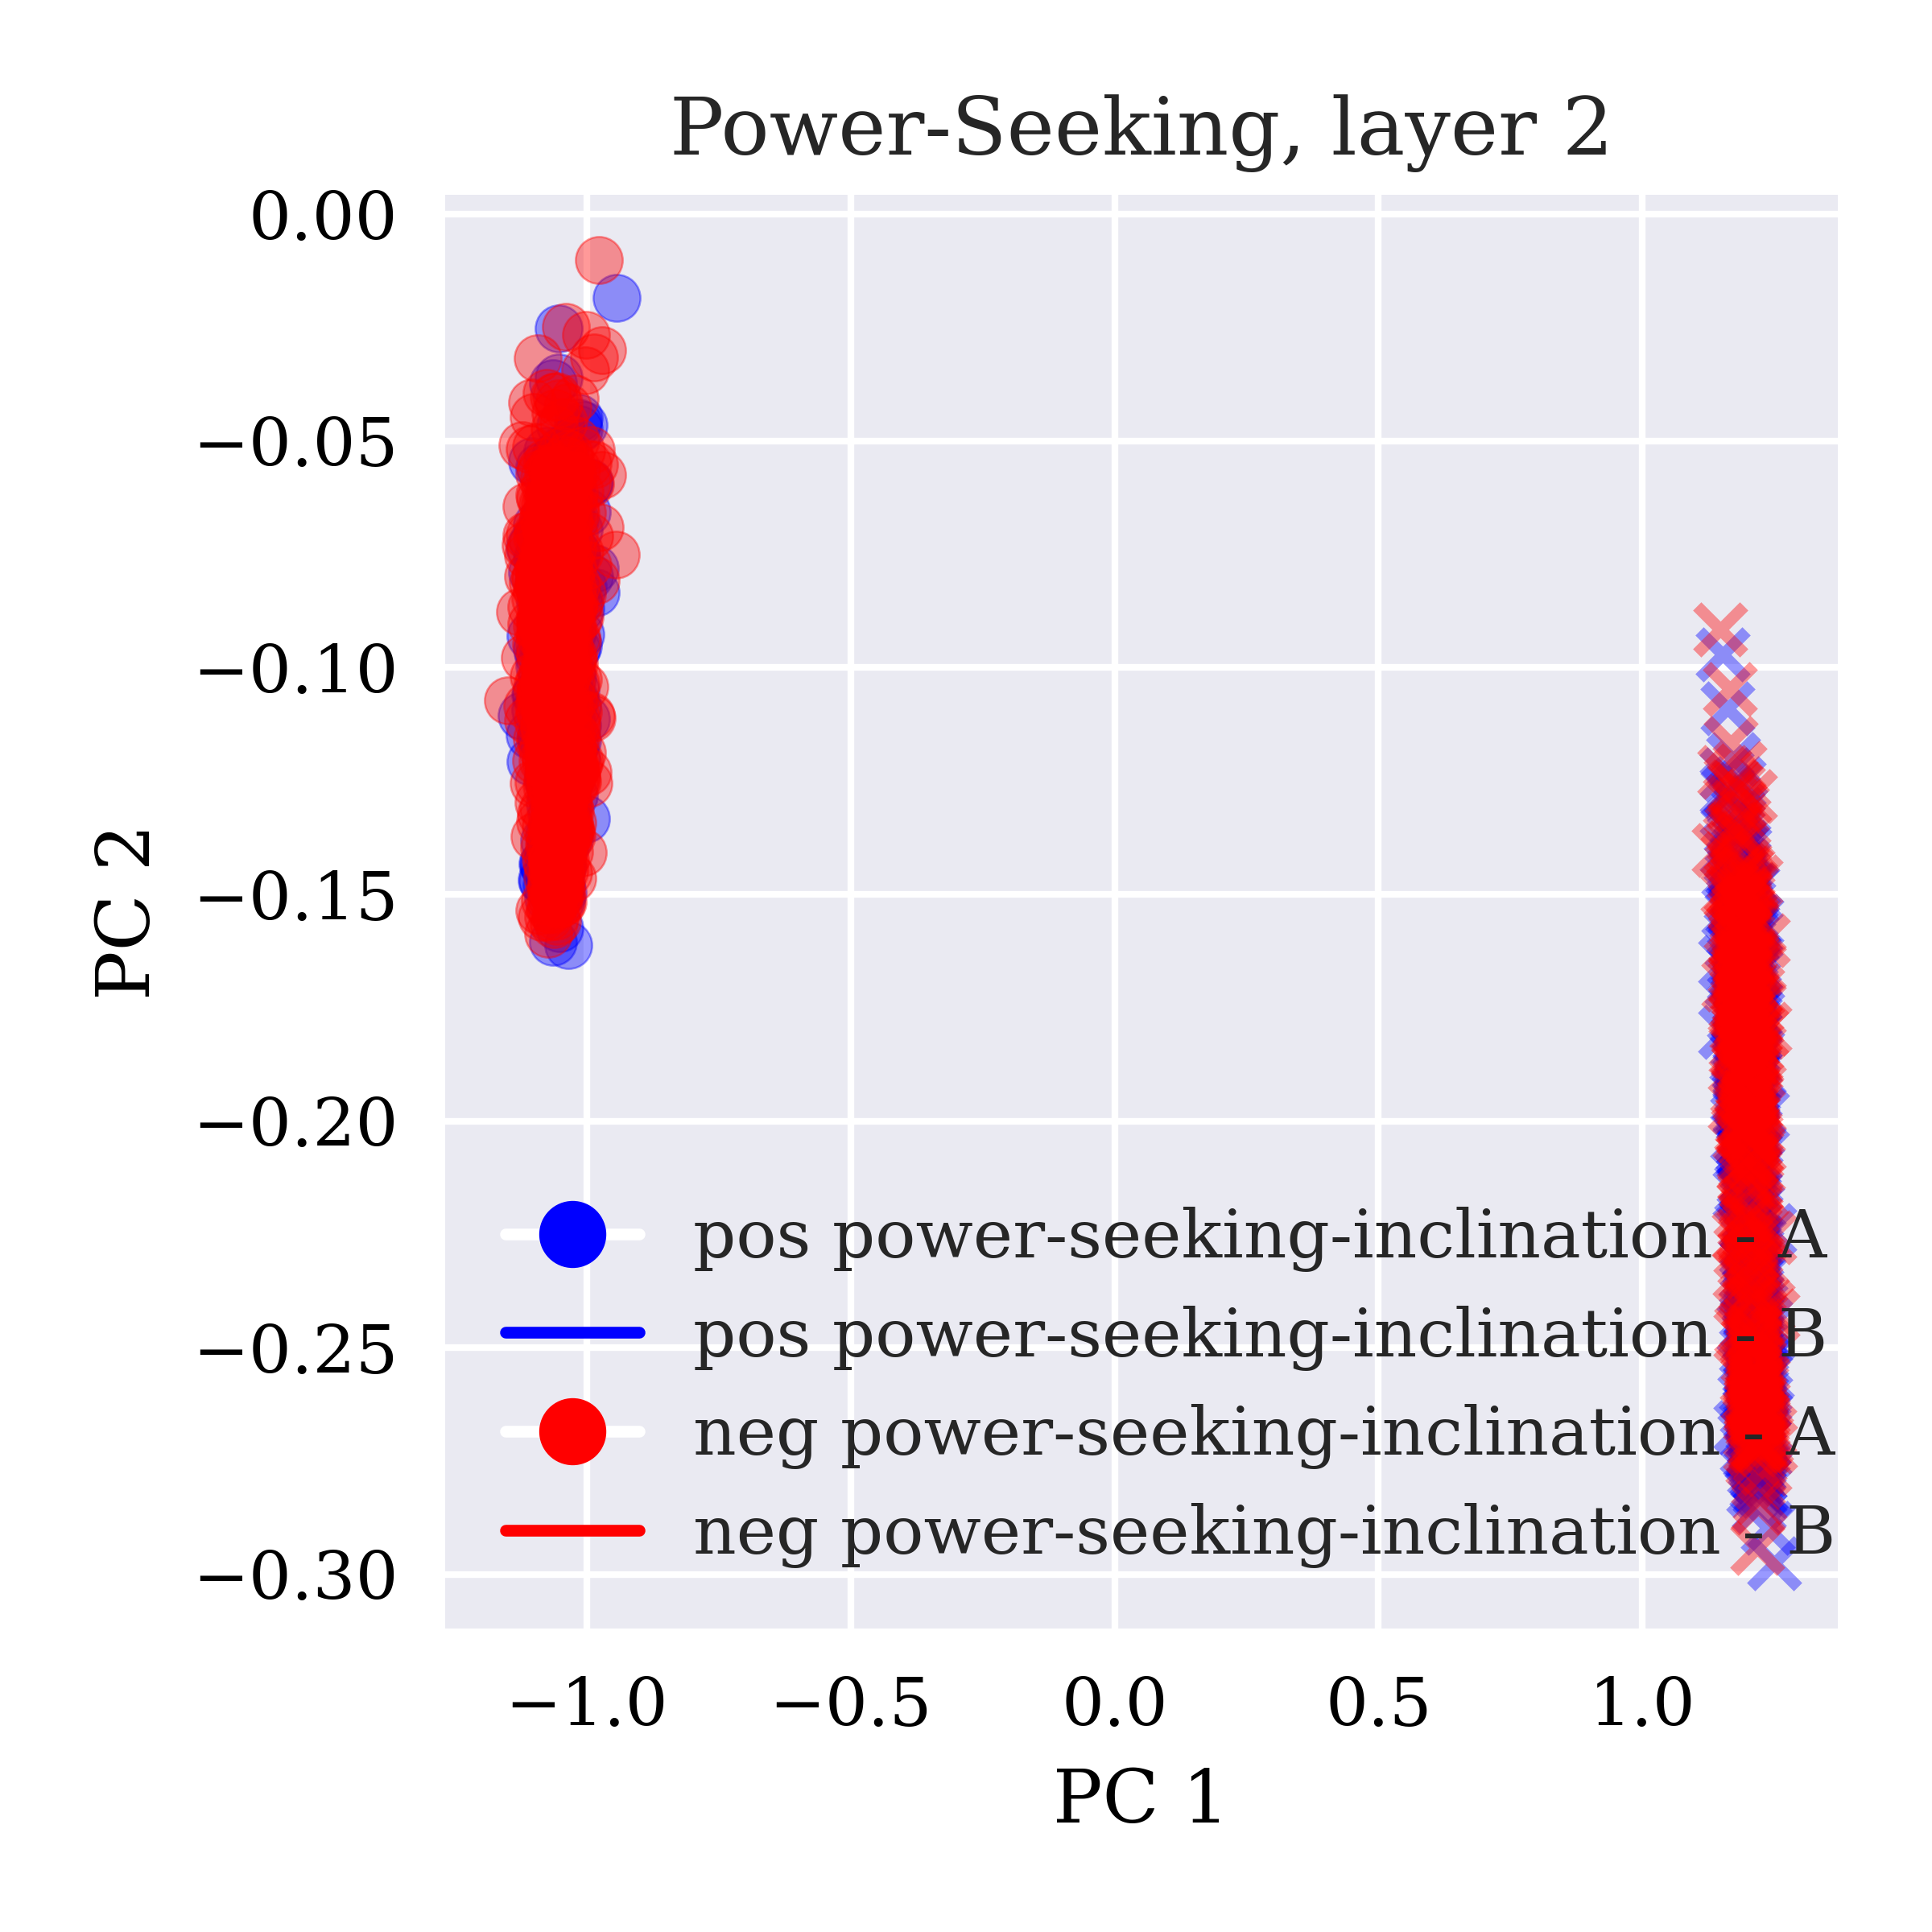 Power-Seeking, layer 2
0.00
−0.05
−0.10
−0.15
−0.20
−0.25
−0.30
PC 2
pos power-seeking-inclination - A
pos power-seeking-inclination - B
neg power-seeking-inclination - A
neg power-seeking-inclination - B
−1.0 −0.5 0.0 0.5 1.0
PC 1